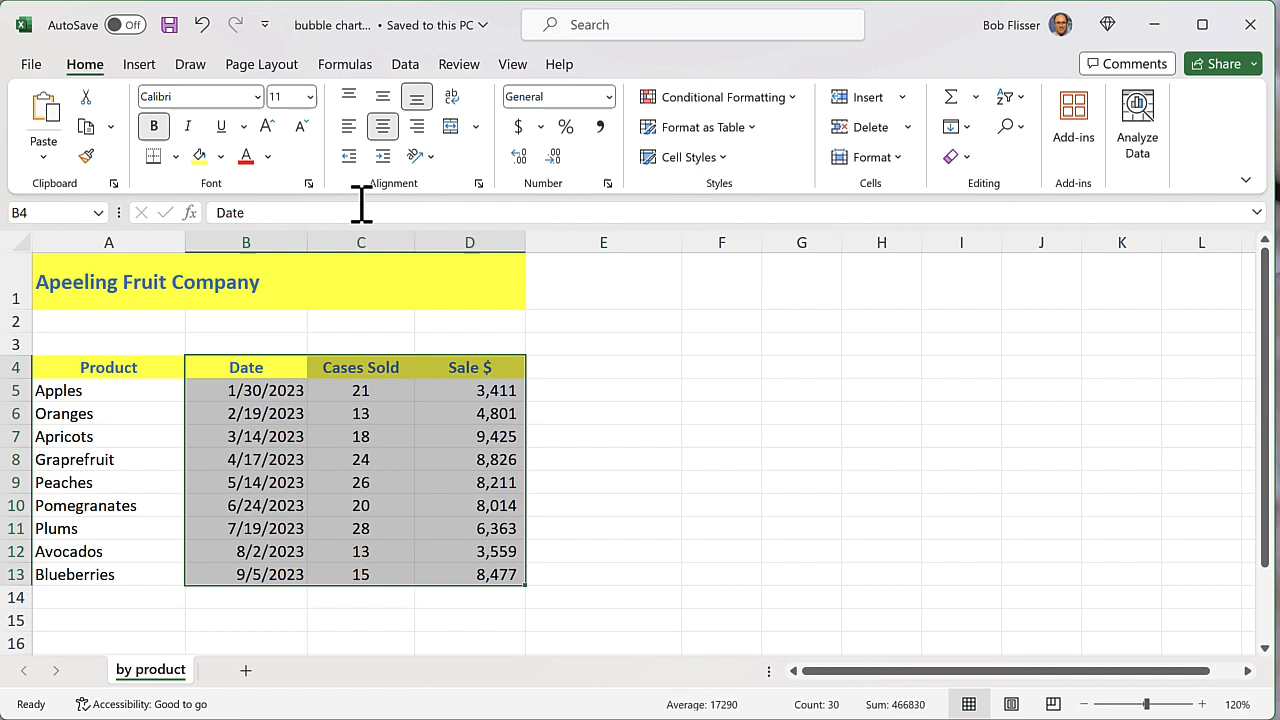 AutoSave Off bubble chart... • Saved to this PC Search Bob Flisser
File Home Insert Draw Page Layout Formulas Data Review View Help Comments Share
Paste Calibri 11 General Conditional Formatting Insert
B I U A A ab $ % , Format as Table Delete Add-ins Analyze Data
A Cell Styles Format
Clipboard Font Alignment Number Styles Cells Editing Add-ins
B4 fx Date
A B C D E F G H I J K L
1 Apeeling Fruit Company
2
3
4 Product Date Cases Sold Sale $
5 Apples 1/30/2023 21 3,411
6 Oranges 2/19/2023 13 4,801
7 Apricots 3/14/2023 18 9,425
8 Graprefruit 4/17/2023 24 8,826
9 Peaches 5/14/2023 26 8,211
10 Pomegranates 6/24/2023 20 8,014
11 Plums 7/19/2023 28 6,363
12 Avocados 8/2/2023 13 3,559
13 Blueberries 9/5/2023 15 8,477
14
15
16
by product
Ready Accessibility: Good to go Average: 17290 Count: 30 Sum: 466830 120%